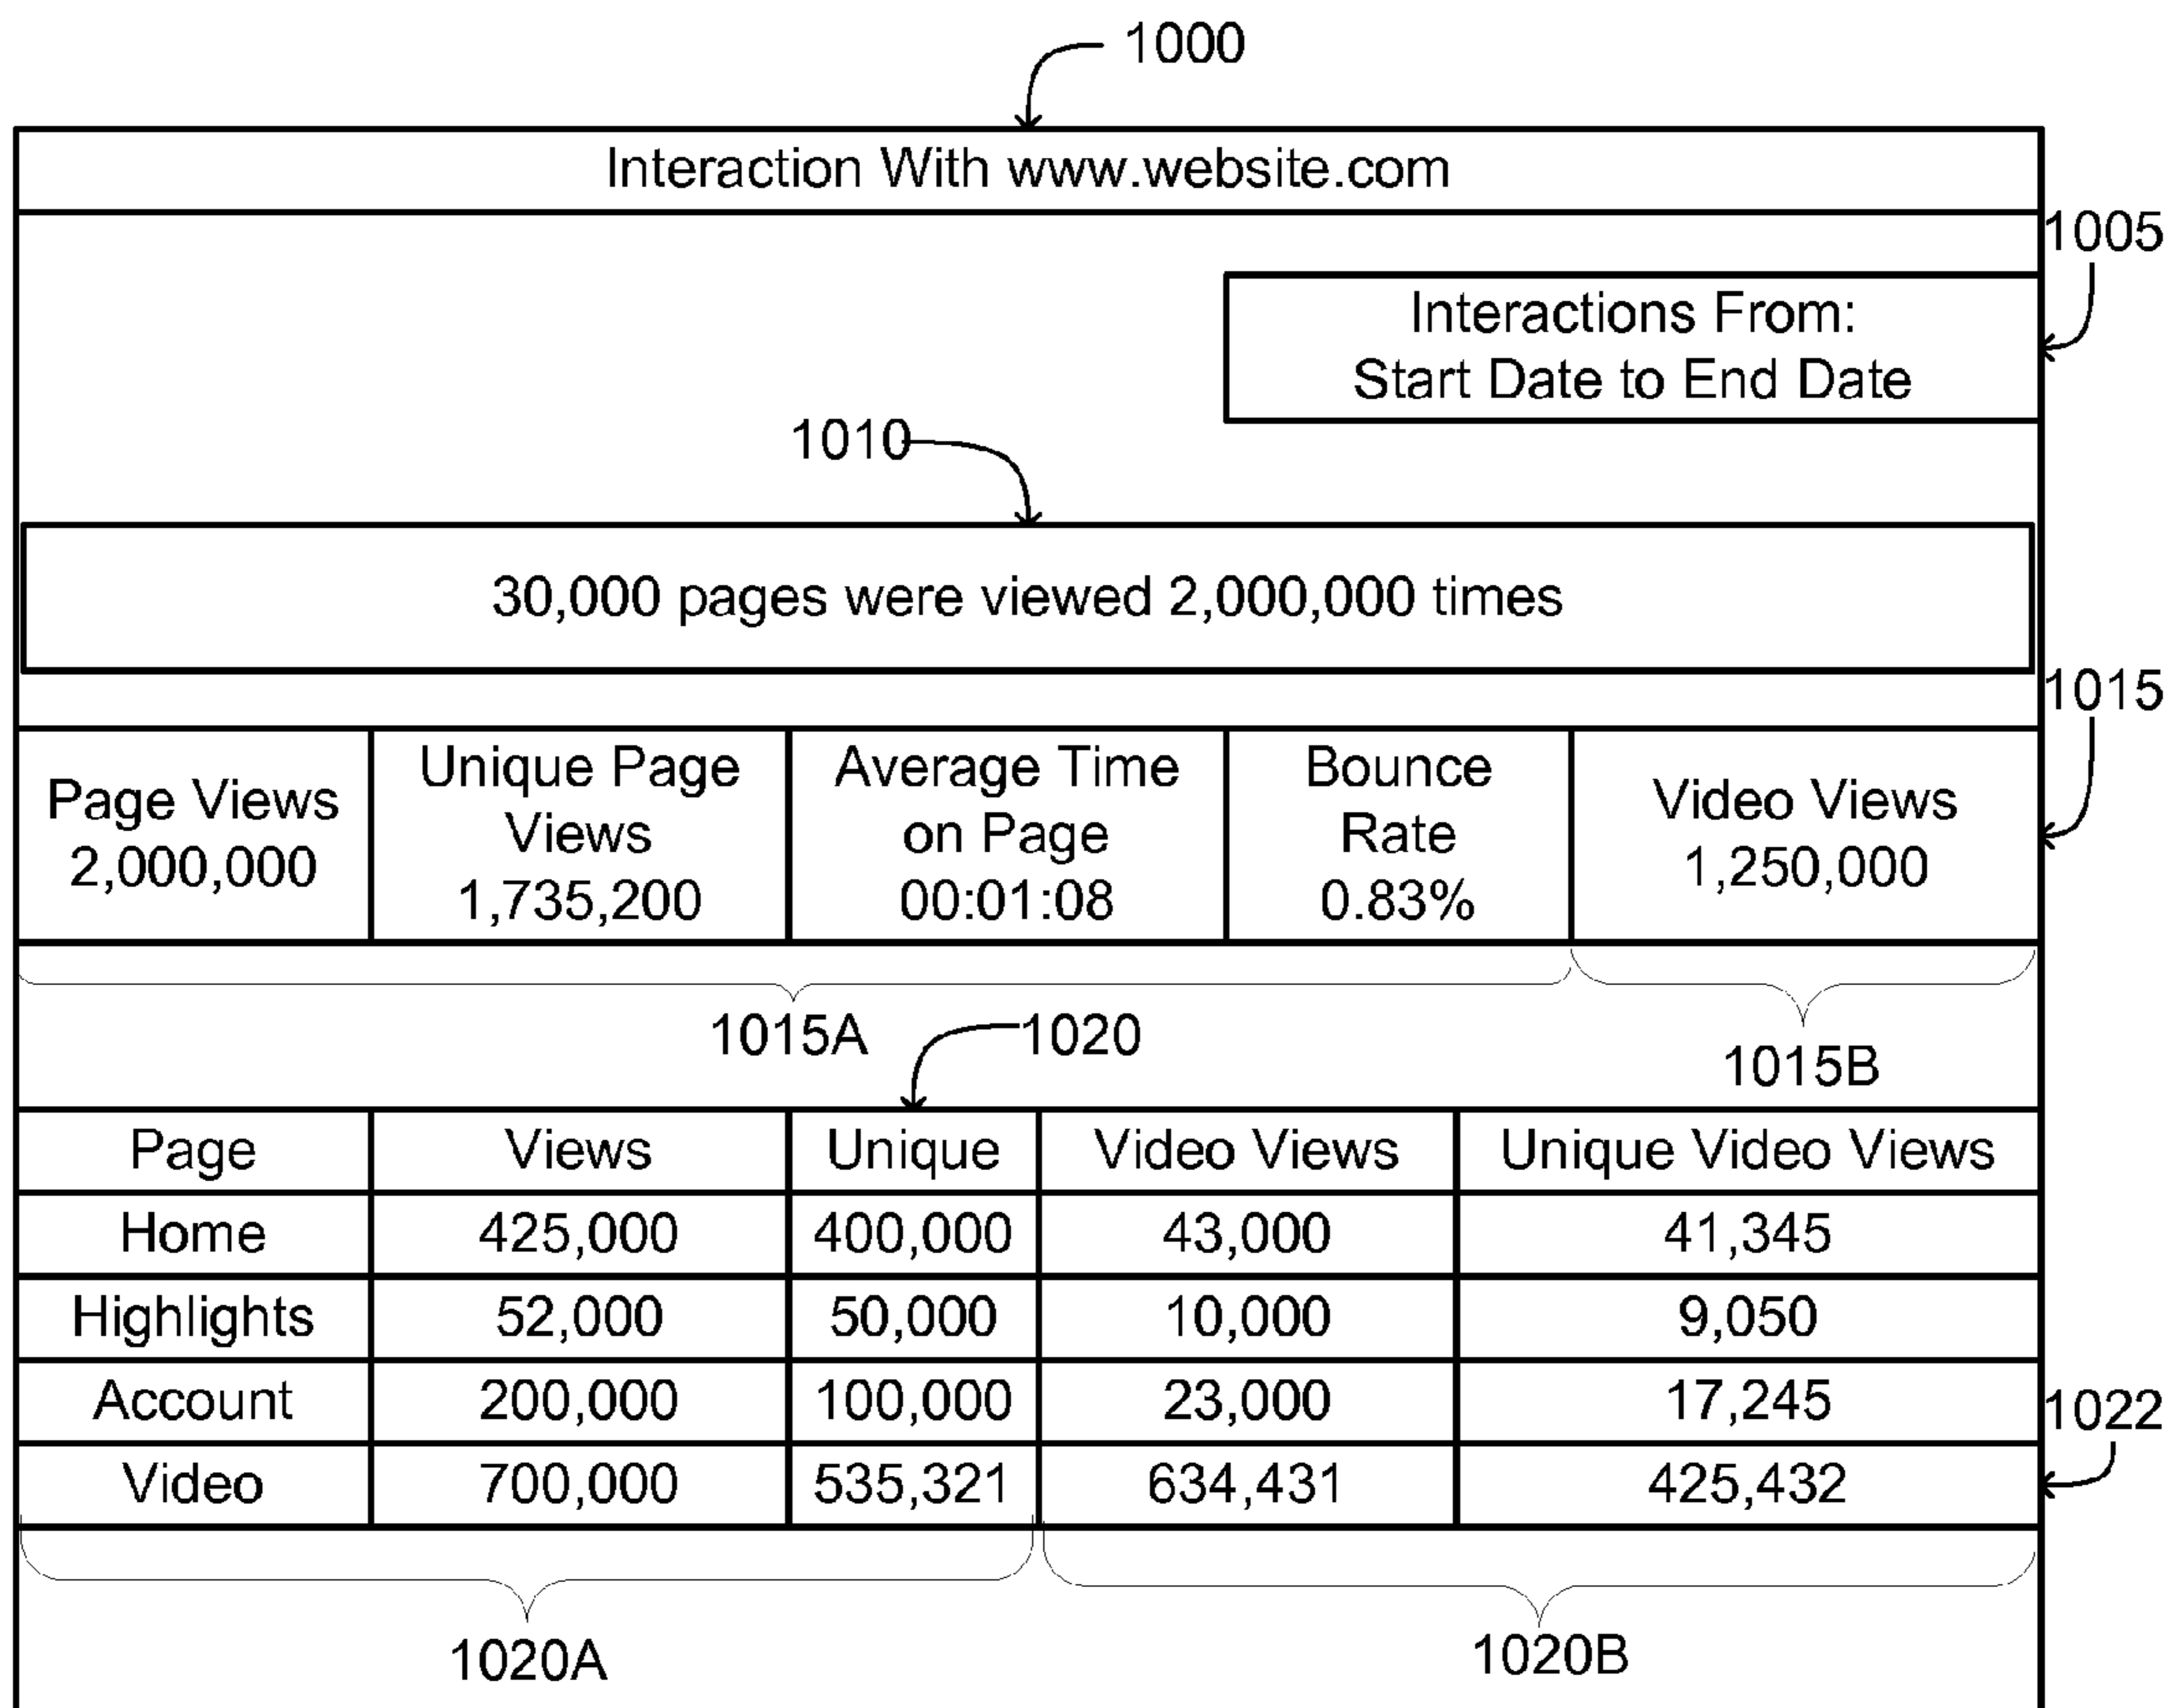 1000
Interaction With www.website.com
1005
Interactions From:
Start Date to End Date
1010
30,000 pages were viewed 2,000,000 times
1015
Page Views
2,000,000
Unique Page
Views
1,735,200
Average Time
on Page
00:01:08
Bounce
Rate
0.83%
Video Views
1,250,000
1015A
1020
1015B
Page Views Unique Video Views Unique Video Views
Home 425,000 400,000 43,000 41,345
Highlights 52,000 50,000 10,000 9,050
Account 200,000 100,000 23,000 17,245
1022
Video 700,000 535,321 634,431 425,432
1020A
1020B